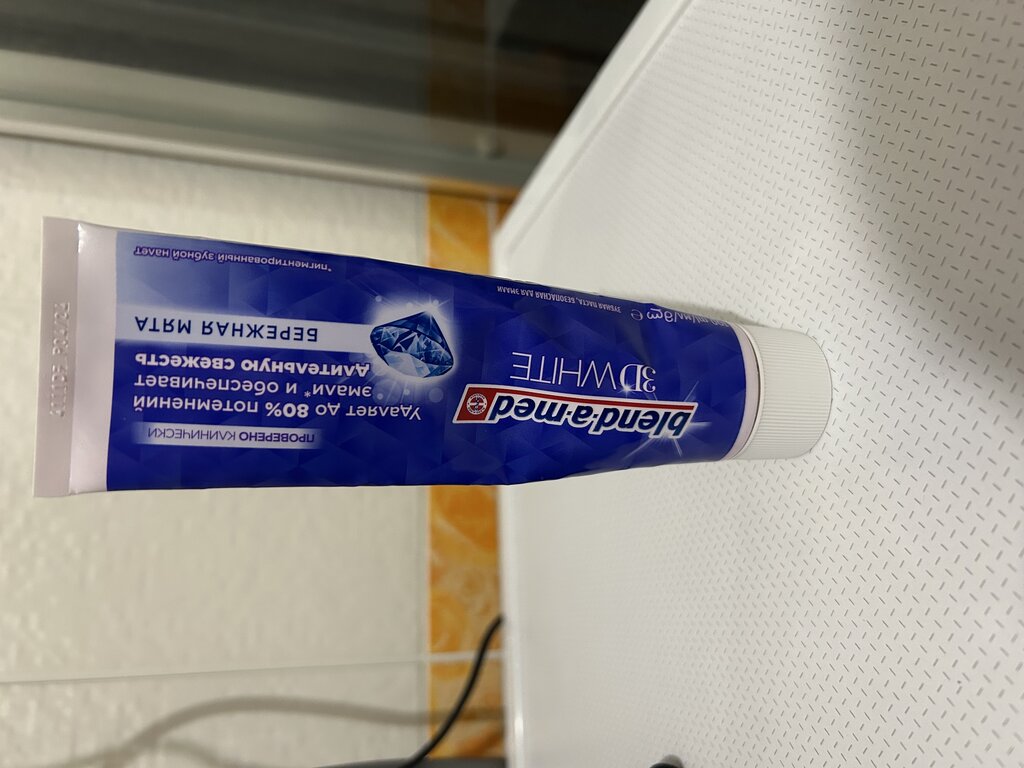 blend-a-med
3D WHITE
ЗУБНАЯ ПАСТА, БЕЗОПАСНАЯ ДЛЯ ЭМАЛИ
ПРОВЕРЕНО КЛИНИЧЕСКИ
Удаляет до 80% потемнений
эмали* и обеспечивает
длительную свежесть
БЕРЕЖНАЯ МЯТА
*пигментированный зубной налет